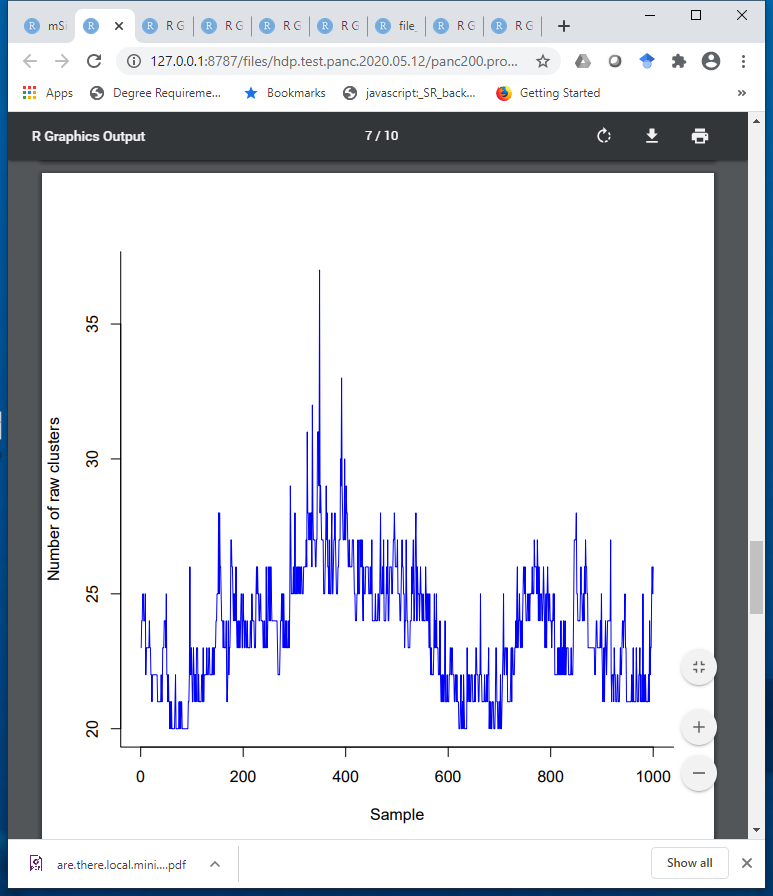 mSi
R G
R G
R G
R G
file_
R G
R G
127.0.0.1:8787/files/hdp.test.panc.2020.05.12/panc200.pro...
Apps
Degree Requireme...
Bookmarks
javascript:_SR_back...
Getting Started
»
R Graphics Output
7 / 10
Number of raw clusters
35
30
25
20
0
200
400
600
800
1000
Sample
are.there.local.mini....pdf
Show all